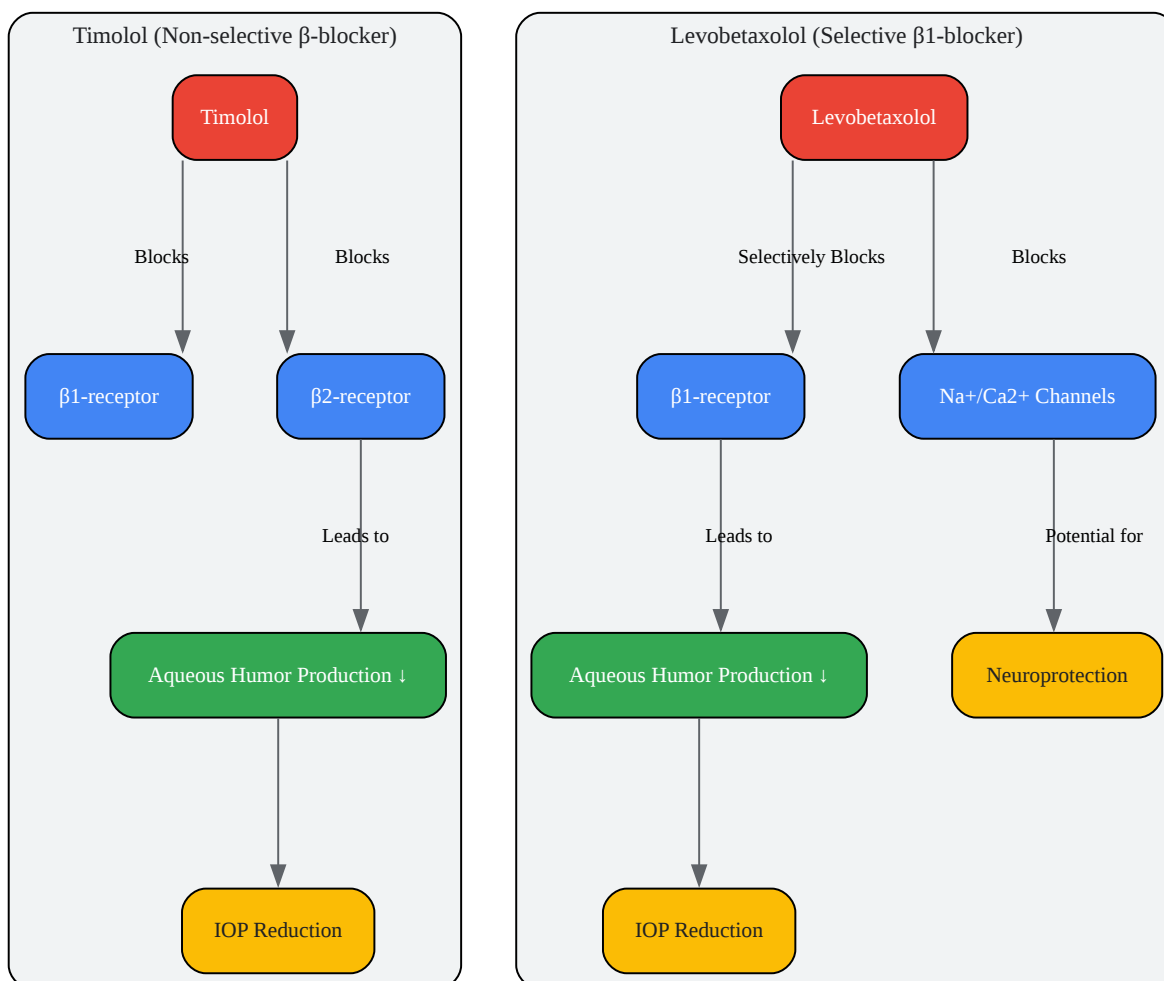 Timolol (Non-selective β-blocker)
Timolol
Blocks
Blocks
β1-receptor
β2-receptor
Leads to
Aqueous Humor Production ↓
IOP Reduction
Levobetaxolol (Selective β1-blocker)
Levobetaxolol
Selectively Blocks
Blocks
β1-receptor
Na+/Ca2+ Channels
Leads to
Potential for
Aqueous Humor Production ↓
Neuroprotection
IOP Reduction